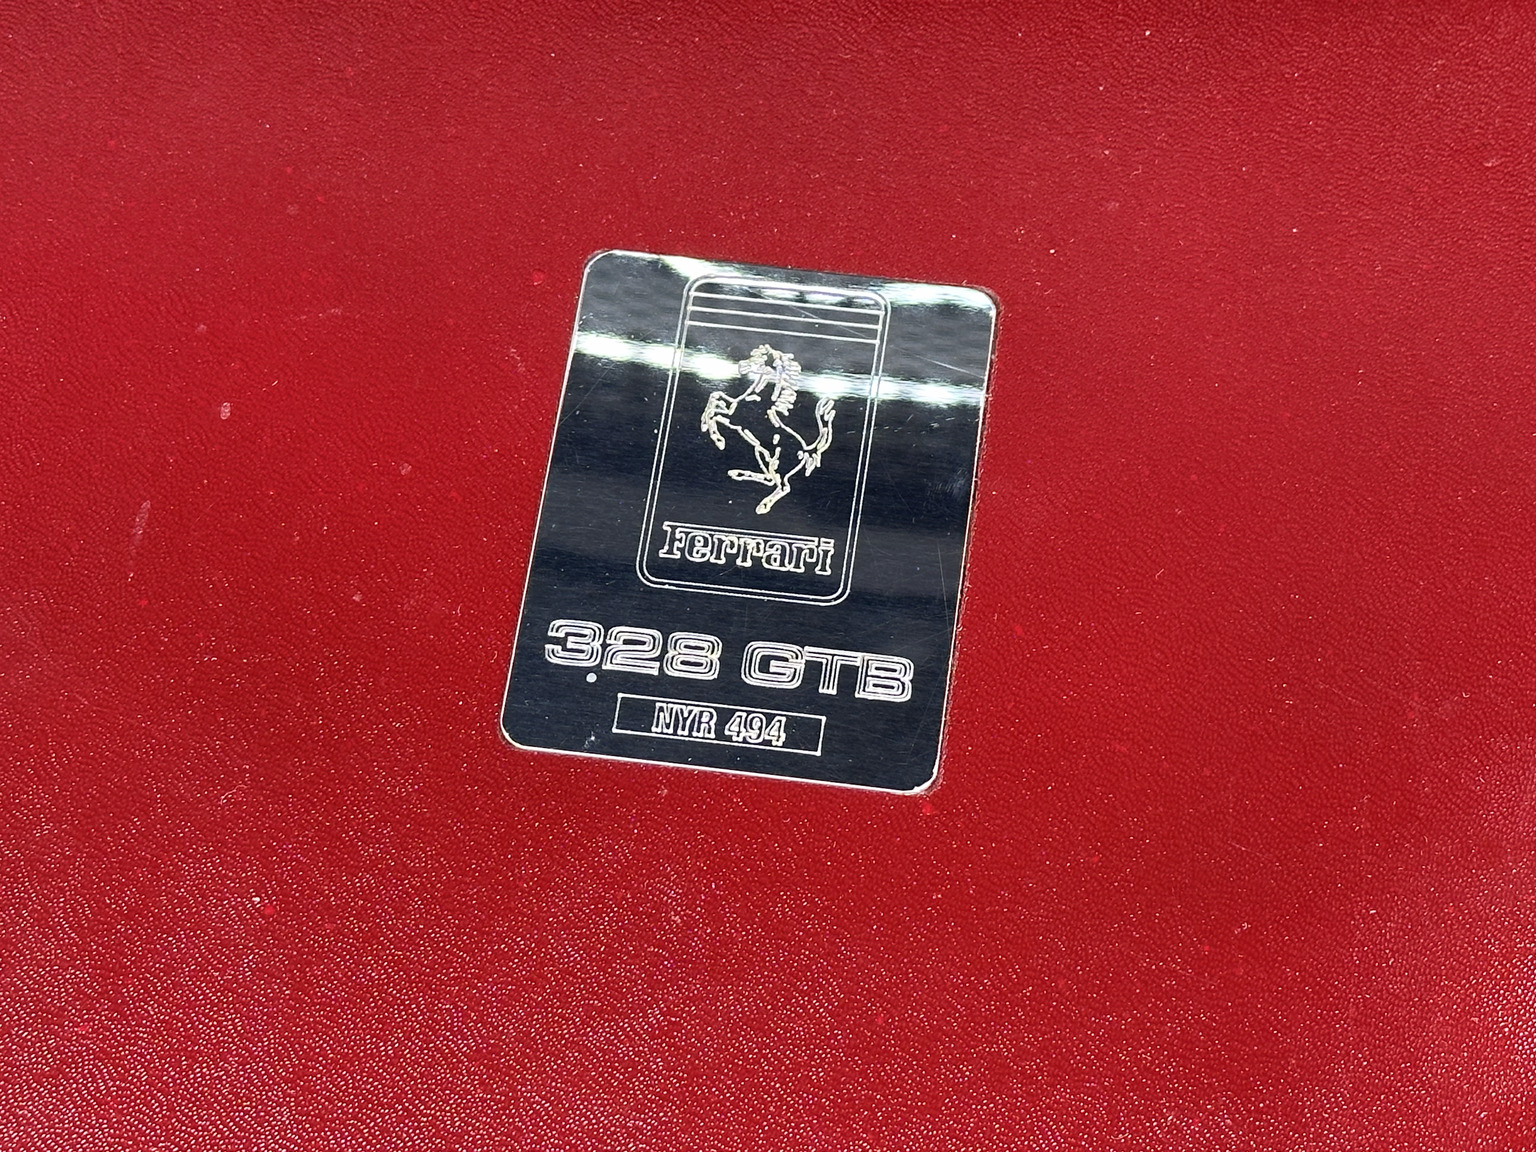 Ferrari
328 GTB
NYR 494